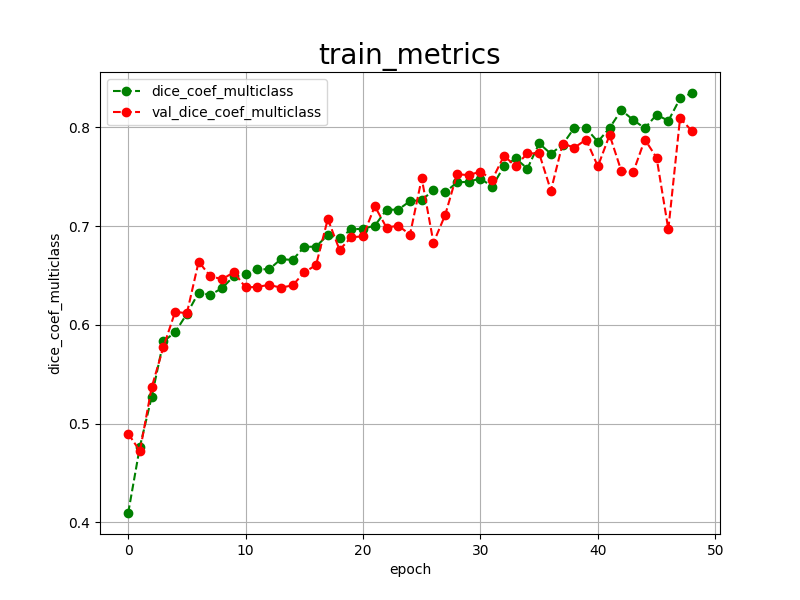 train_metrics
dice_coef_multiclass
val_dice_coef_multiclass
dice_coef_multiclass
0.8
0.7
0.6
0.5
0.4
0 10 20 30 40 50
epoch